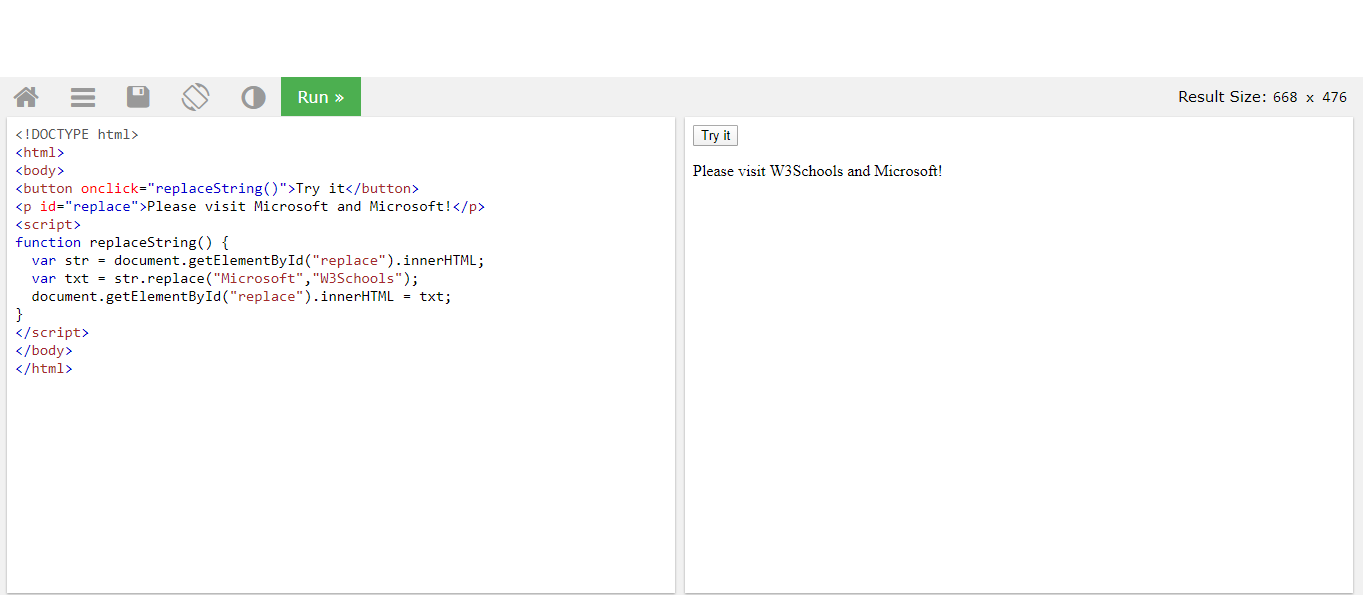 Run »
Result Size: 668 x 476
<!DOCTYPE html>
<html>
<body>
<button onclick="replaceString()">Try it</button>
<p id="replace">Please visit Microsoft and Microsoft!</p>
<script>
function replaceString() {
  var str = document.getElementById("replace").innerHTML;
  var txt = str.replace("Microsoft","W3Schools");
  document.getElementById("replace").innerHTML = txt;
}
</script>
</body>
</html>
Try it
Please visit W3Schools and Microsoft!